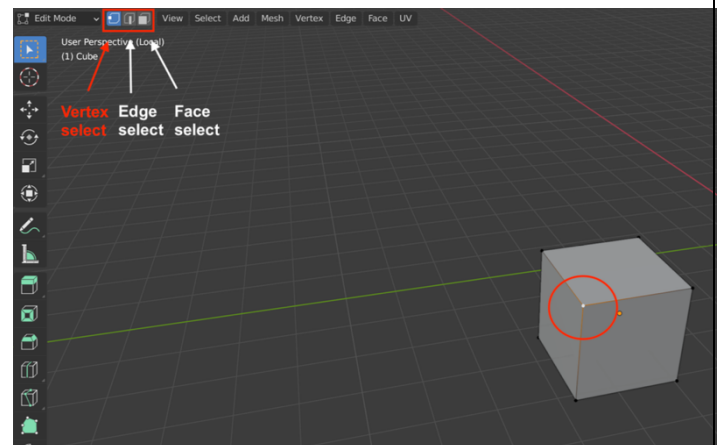 Edit Mode View Select Add Mesh Vertex Edge Face UV
User Perspective (Local)
(1) Cube
Vertex Edge Face
select select select